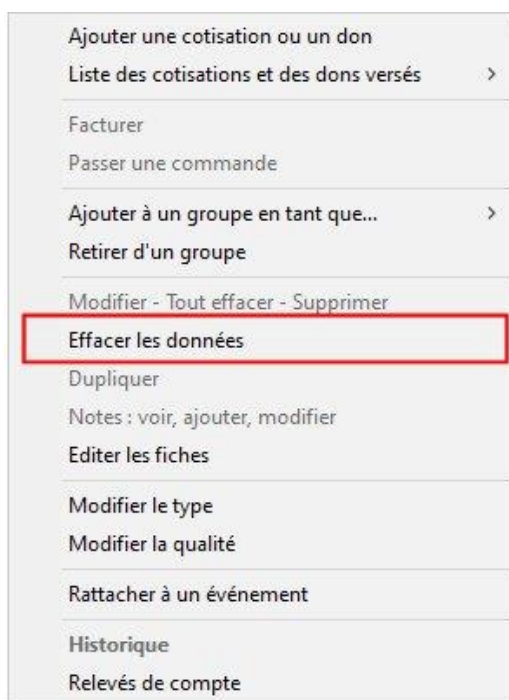 Ajouter une cotisation ou un don
Liste des cotisations et des dons versés
Facturer
Passer une commande
Ajouter à un groupe en tant que...
Retirer d'un groupe
Modifier - Tout effacer - Supprimer
Effacer les données
Dupliquer
Notes : voir, ajouter, modifier
Editer les fiches
Modifier le type
Modifier la qualité
Rattacher à un événement
Historique
Relevés de compte